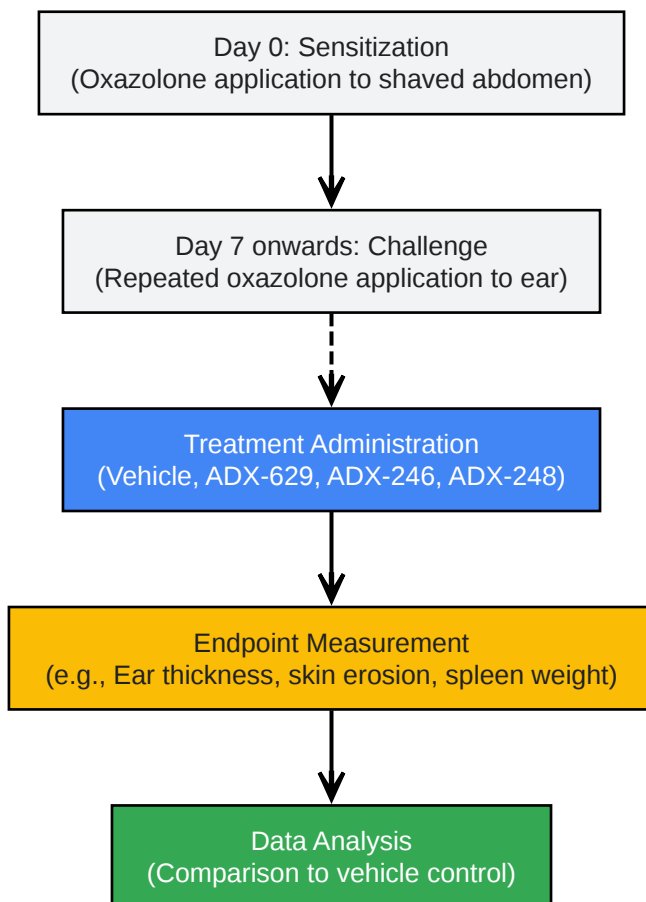 Day 0: Sensitization
(Oxazolone application to shaved abdomen)
Day 7 onwards: Challenge
(Repeated oxazolone application to ear)
Treatment Administration
(Vehicle, ADX-629, ADX-246, ADX-248)
Endpoint Measurement
(e.g., Ear thickness, skin erosion, spleen weight)
Data Analysis
(Comparison to vehicle control)